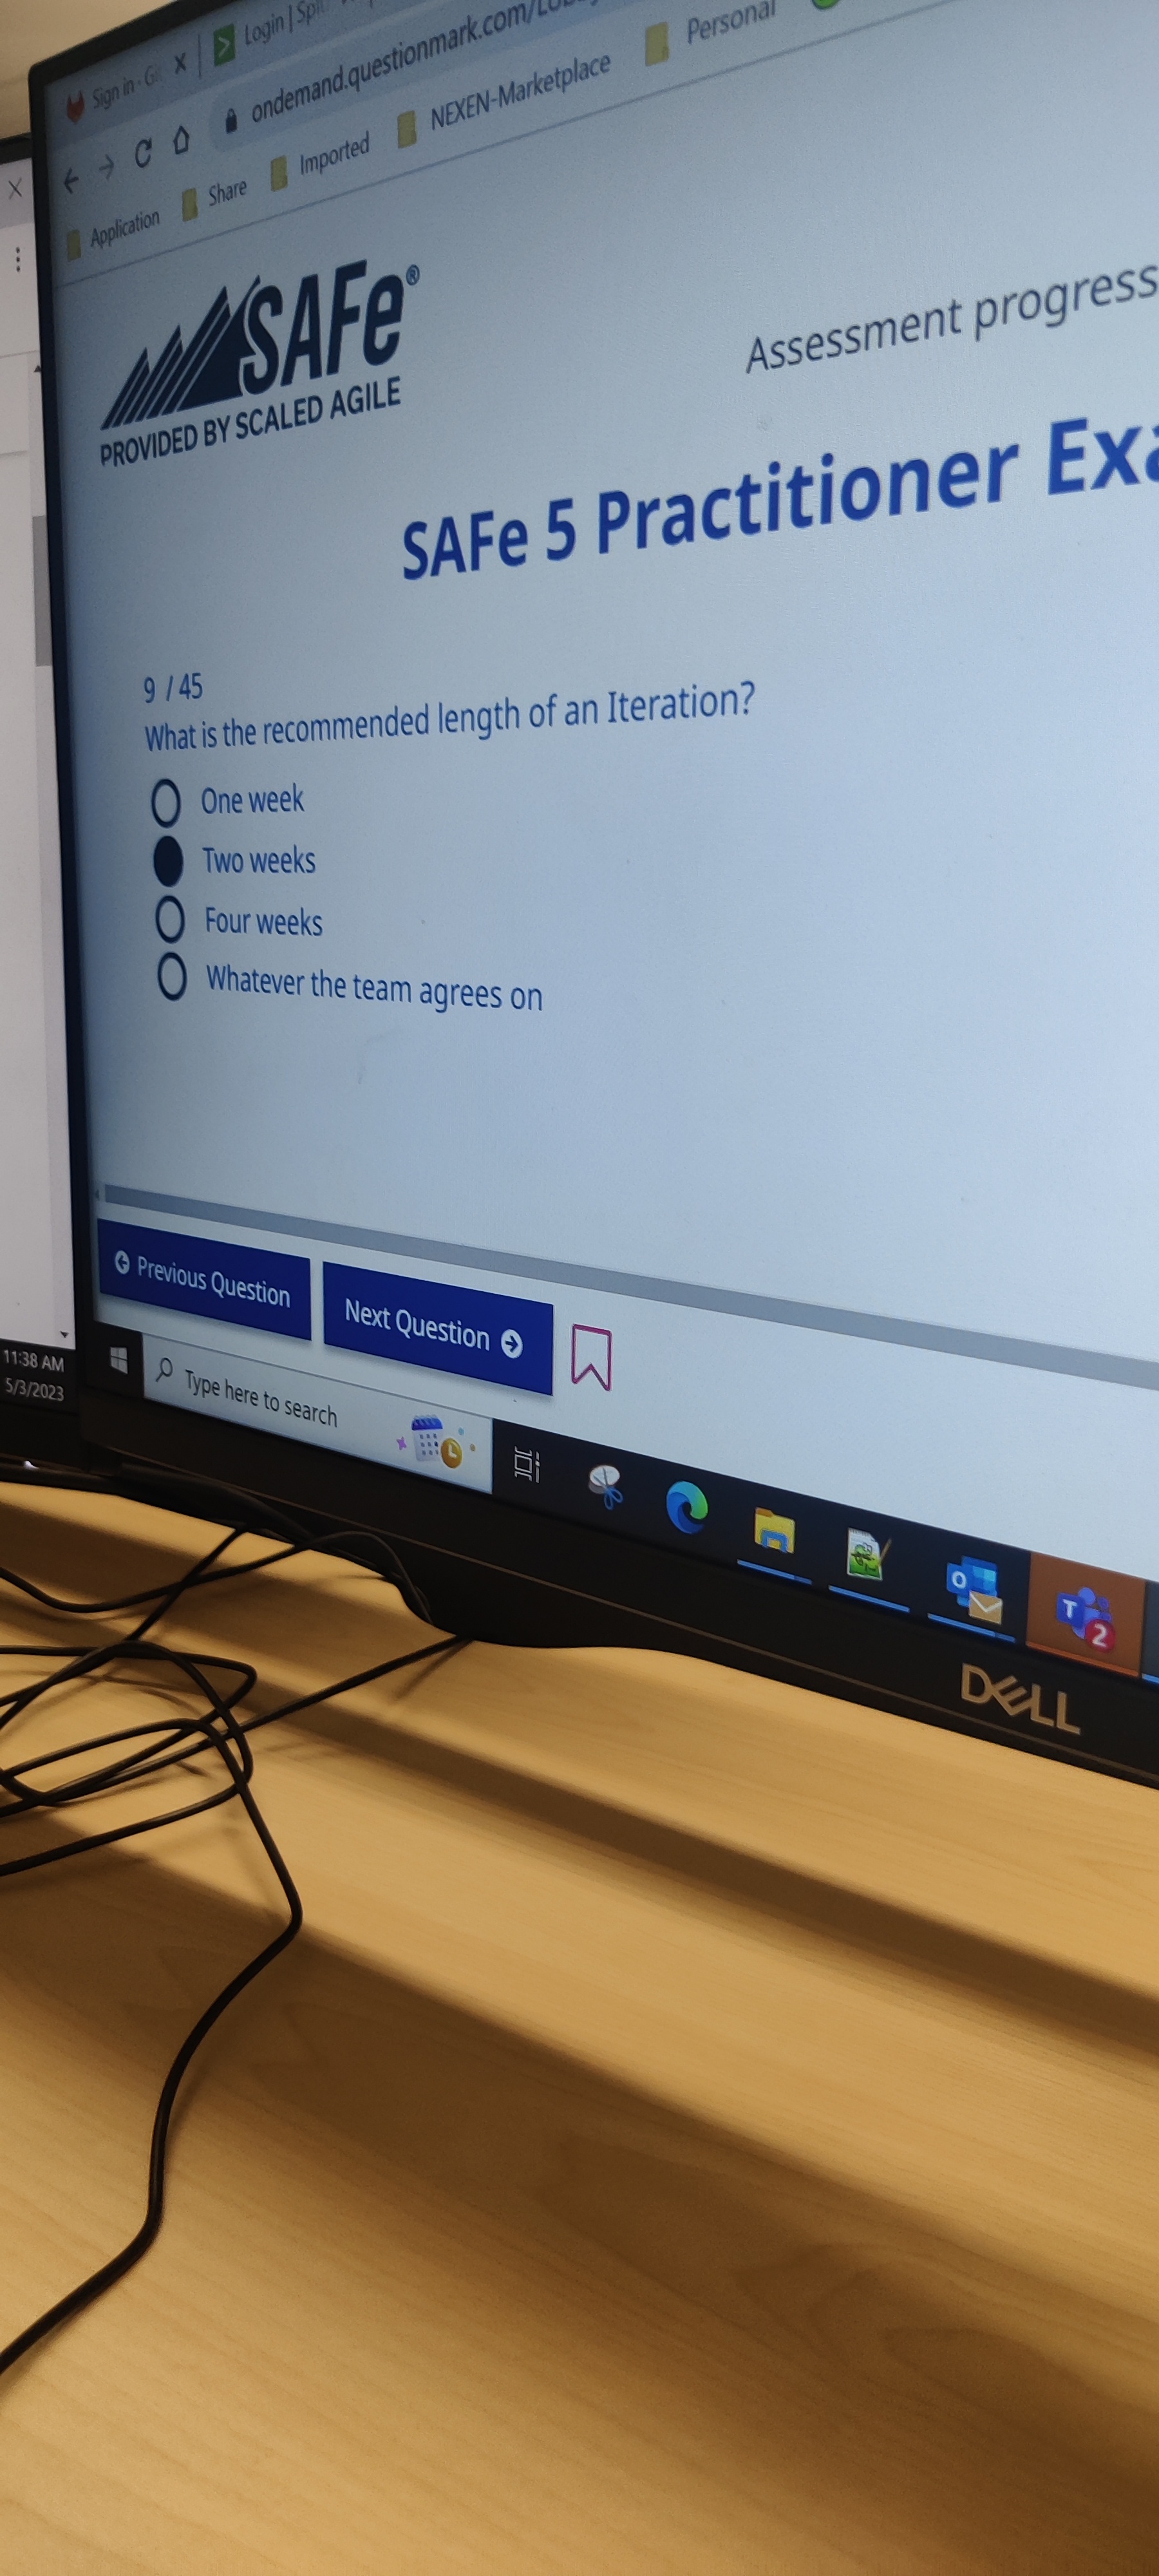 Sign in - G
Login | Spl
ondemand.questionmark.com/
Application
Share
Imported
NEXEN-Marketplace
Personal
SAFe®
PROVIDED BY SCALED AGILE
Assessment progress
SAFe 5 Practitioner Exa
9 / 45
What is the recommended length of an Iteration?
One week
Two weeks
Four weeks
Whatever the team agrees on
Previous Question
Next Question
11:38 AM
5/3/2023
Type here to search
O
T
2
DELL